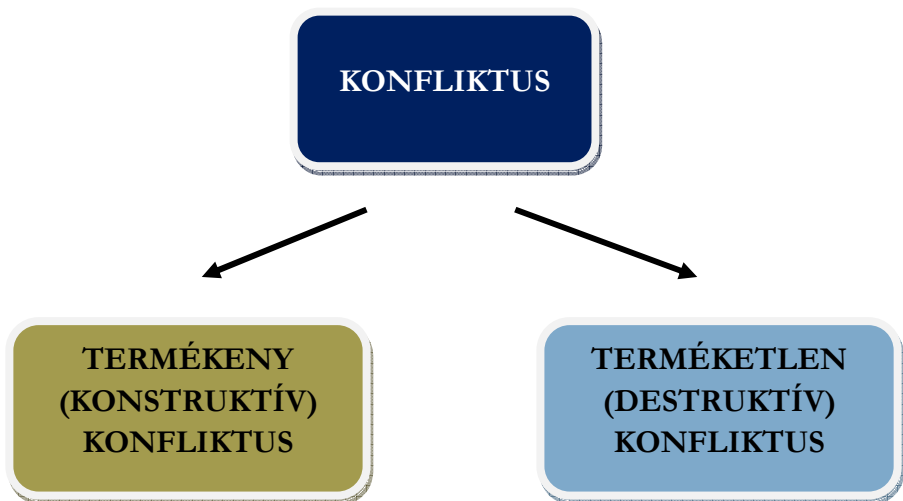 KONFLIKTUS
TERMÉKENY
(KONSTRUKTÍV)
KONFLIKTUS
TERMÉKETLEN
(DESTRUKTÍV)
KONFLIKTUS